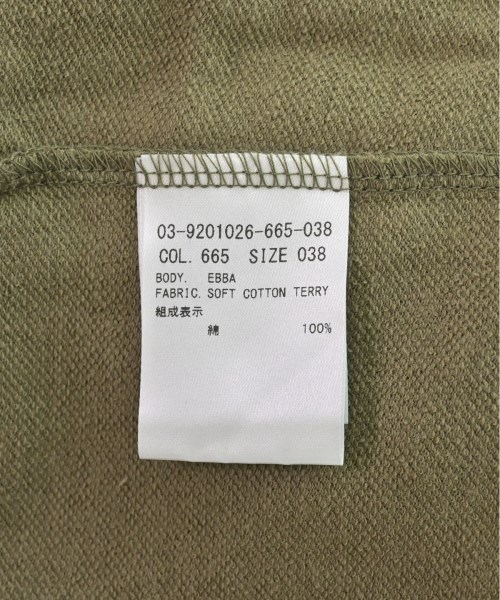 03-9201026-665-038
COL. 665 SIZE 038
BODY. EBBA
FABRIC. SOFT COTTON TERRY
組成表示
綿 100%